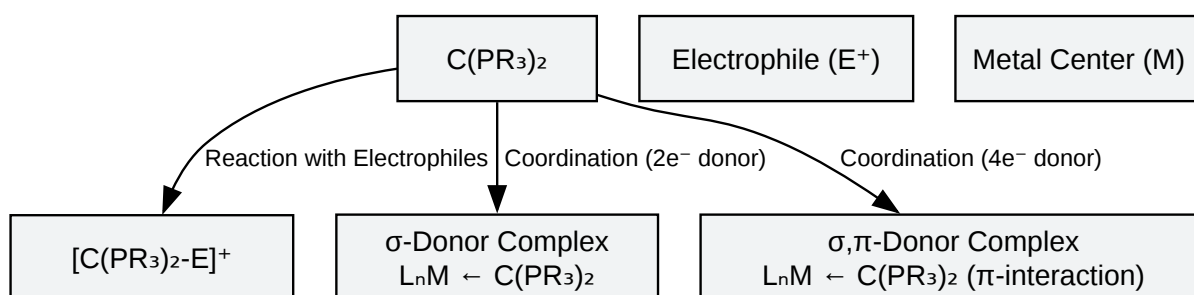 C(PR₃)₂
Electrophile (E⁺)
Metal Center (M)
Reaction with Electrophiles
Coordination (2e⁻ donor)
Coordination (4e⁻ donor)
[C(PR₃)₂-E]⁺
σ-Donor Complex
LₙM ← C(PR₃)₂
σ,π-Donor Complex
LₙM ← C(PR₃)₂ (π-interaction)